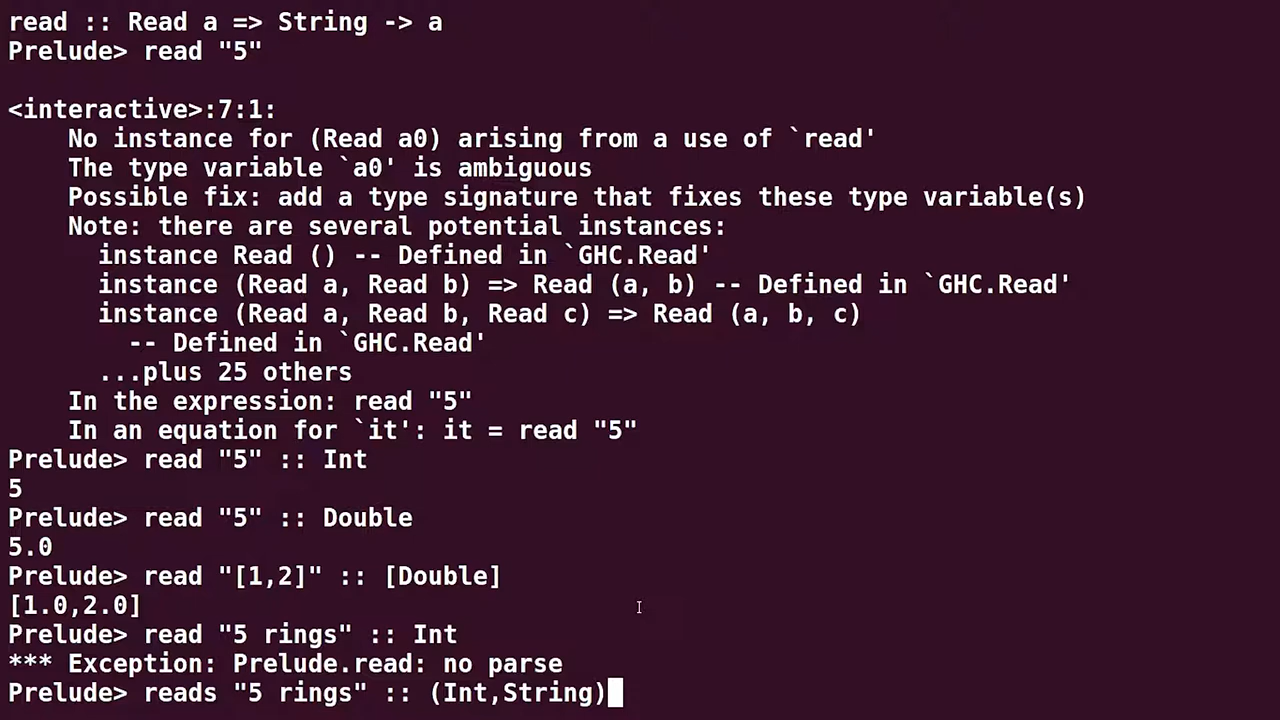 read :: Read a => String -> a
Prelude> read "5"
<interactive>:7:1:
No instance for (Read a0) arising from a use of `read'
The type variable `a0' is ambiguous
Possible fix: add a type signature that fixes these type variable(s)
Note: there are several potential instances:
instance Read () -- Defined in `GHC.Read'
instance (Read a, Read b) => Read (a, b) -- Defined in `GHC.Read'
instance (Read a, Read b, Read c) => Read (a, b, c)
-- Defined in `GHC.Read'
...plus 25 others
In the expression: read "5"
In an equation for `it': it = read "5"
Prelude> read "5" :: Int
5
Prelude> read "5" :: Double
5.0
Prelude> read "[1,2]" :: [Double]
[1.0,2.0]
Prelude> read "5 rings" :: Int
*** Exception: Prelude.read: no parse
Prelude> reads "5 rings" :: (Int,String)